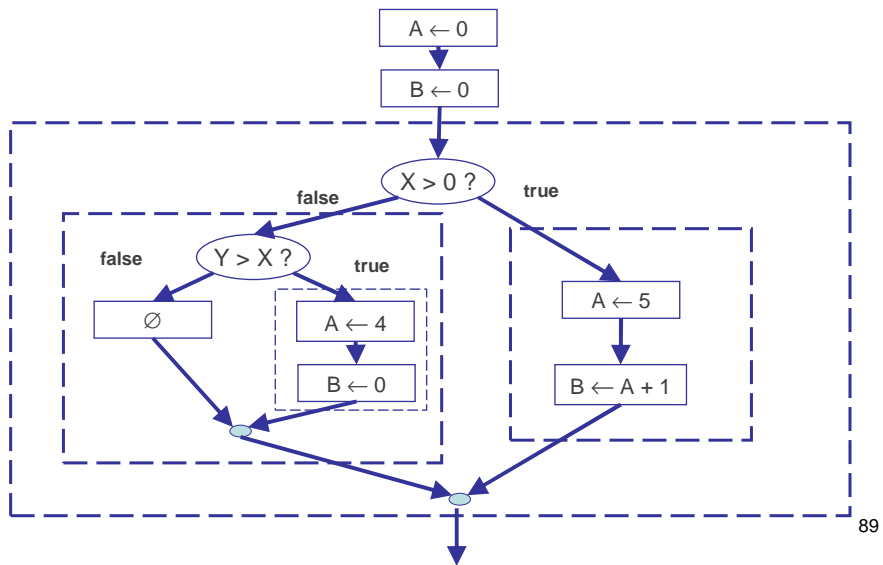 A ← 0
B ← 0
X > 0 ?
false
true
Y > X ?
false
true
∅
A ← 4
B ← 0
A ← 5
B ← A + 1
89